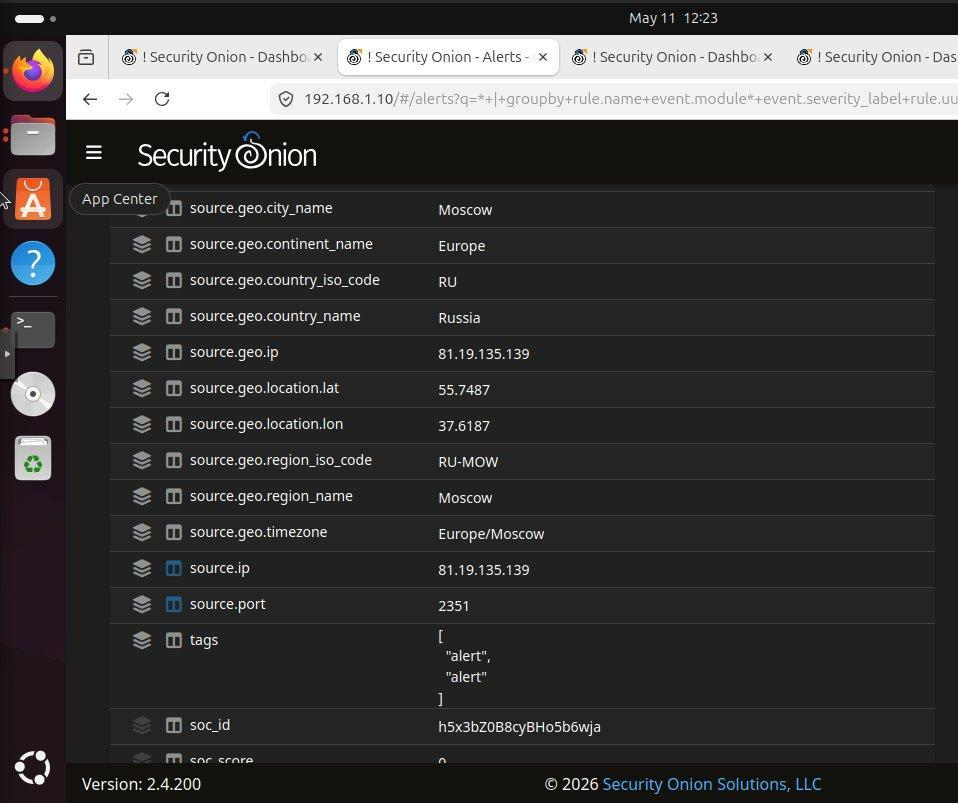 May 11 12:23
! Security Onion - Dashbo
! Security Onion - Alerts -
! Security Onion - Dashbo
! Security Onion - Das
192.168.1.10/#/alerts?q=*+|+groupby+rule.name+event.module*+event.severity_label+rule.uu
Security Onion
App Center
source.geo.city_name Moscow
source.geo.continent_name Europe
source.geo.country_iso_code RU
source.geo.country_name Russia
source.geo.ip 81.19.135.139
source.geo.location.lat 55.7487
source.geo.location.lon 37.6187
source.geo.region_iso_code RU-MOW
source.geo.region_name Moscow
source.geo.timezone Europe/Moscow
source.ip 81.19.135.139
source.port 2351
tags [
"alert",
"alert"
]
soc_id h5x3bZ0B8cyBHo5b6wja
soc_score 0
Version: 2.4.200 © 2026 Security Onion Solutions, LLC